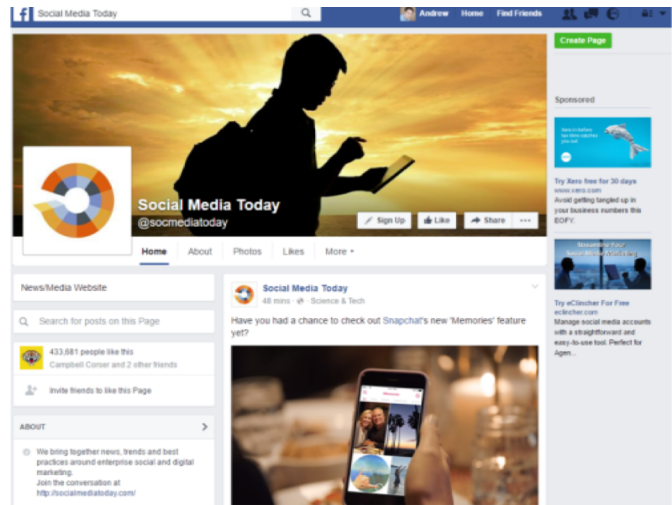 Social Media Today
Andrew Home Find Friends
Create Page
Social Media Today
@socmediatoday
Sign Up Like Share
Home About Photos Likes More
News/Media Website
Search for posts on this Page
433,681 people like this
Campbell Corser and 2 other friends
Invite friends to like this Page
ABOUT
We bring together news, trends and best
practices around enterprise social and digital
marketing.
Join the conversation at
http://socialmediatoday.com/
Social Media Today
48 mins · Science & Tech
Have you had a chance to check out Snapchat's new 'Memories' feature
yet?
Memories
Sponsored
Try Xero free for 30 days
www.xero.com
Avoid getting tangled up in
your business numbers this
EOFY.
Streamline Your
Social Media Marketing
Try eClincher For Free
eclincher.com
Manage social media accounts
with a straightforward and
easy-to-use tool. Perfect for
Agen...